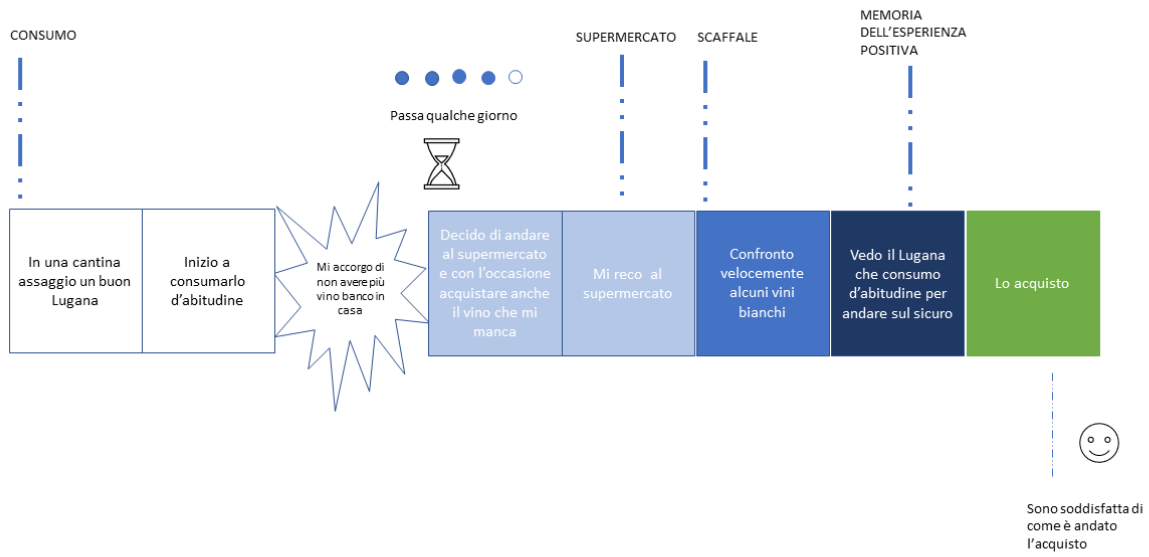 CONSUMO
SUPERMERCATO
SCAFFALE
MEMORIA
DELL'ESPERIENZA
POSITIVA
Passa qualche giorno
In una cantina
assaggio un buon
Lugana
Inizio a
consumarlo
d'abitudine
Mi accorgo di
non avere più
vino banco in
casa
Decido di andare
al supermercato
e con l'occasione
acquistare anche
il vino che mi
manca
Mi reco al
supermercato
Confronto
velocemente
alcuni vini
bianchi
Vedo il Lugana
che consumo
d'abitudine per
andare sul sicuro
Lo acquisto
Sono soddisfatta di
come è andato
l'acquisto